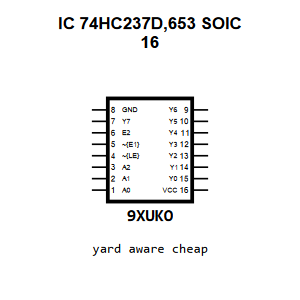 IC 74HC237D,653 SOIC
16
8 GND Y6 9
7 Y7 Y5 10
6 E2 Y4 11
5 ~{E1} Y3 12
4 ~{LE} Y2 13
3 A2 Y1 14
2 A1 Y0 15
1 A0 VCC 16
9XUKO
yard aware cheap